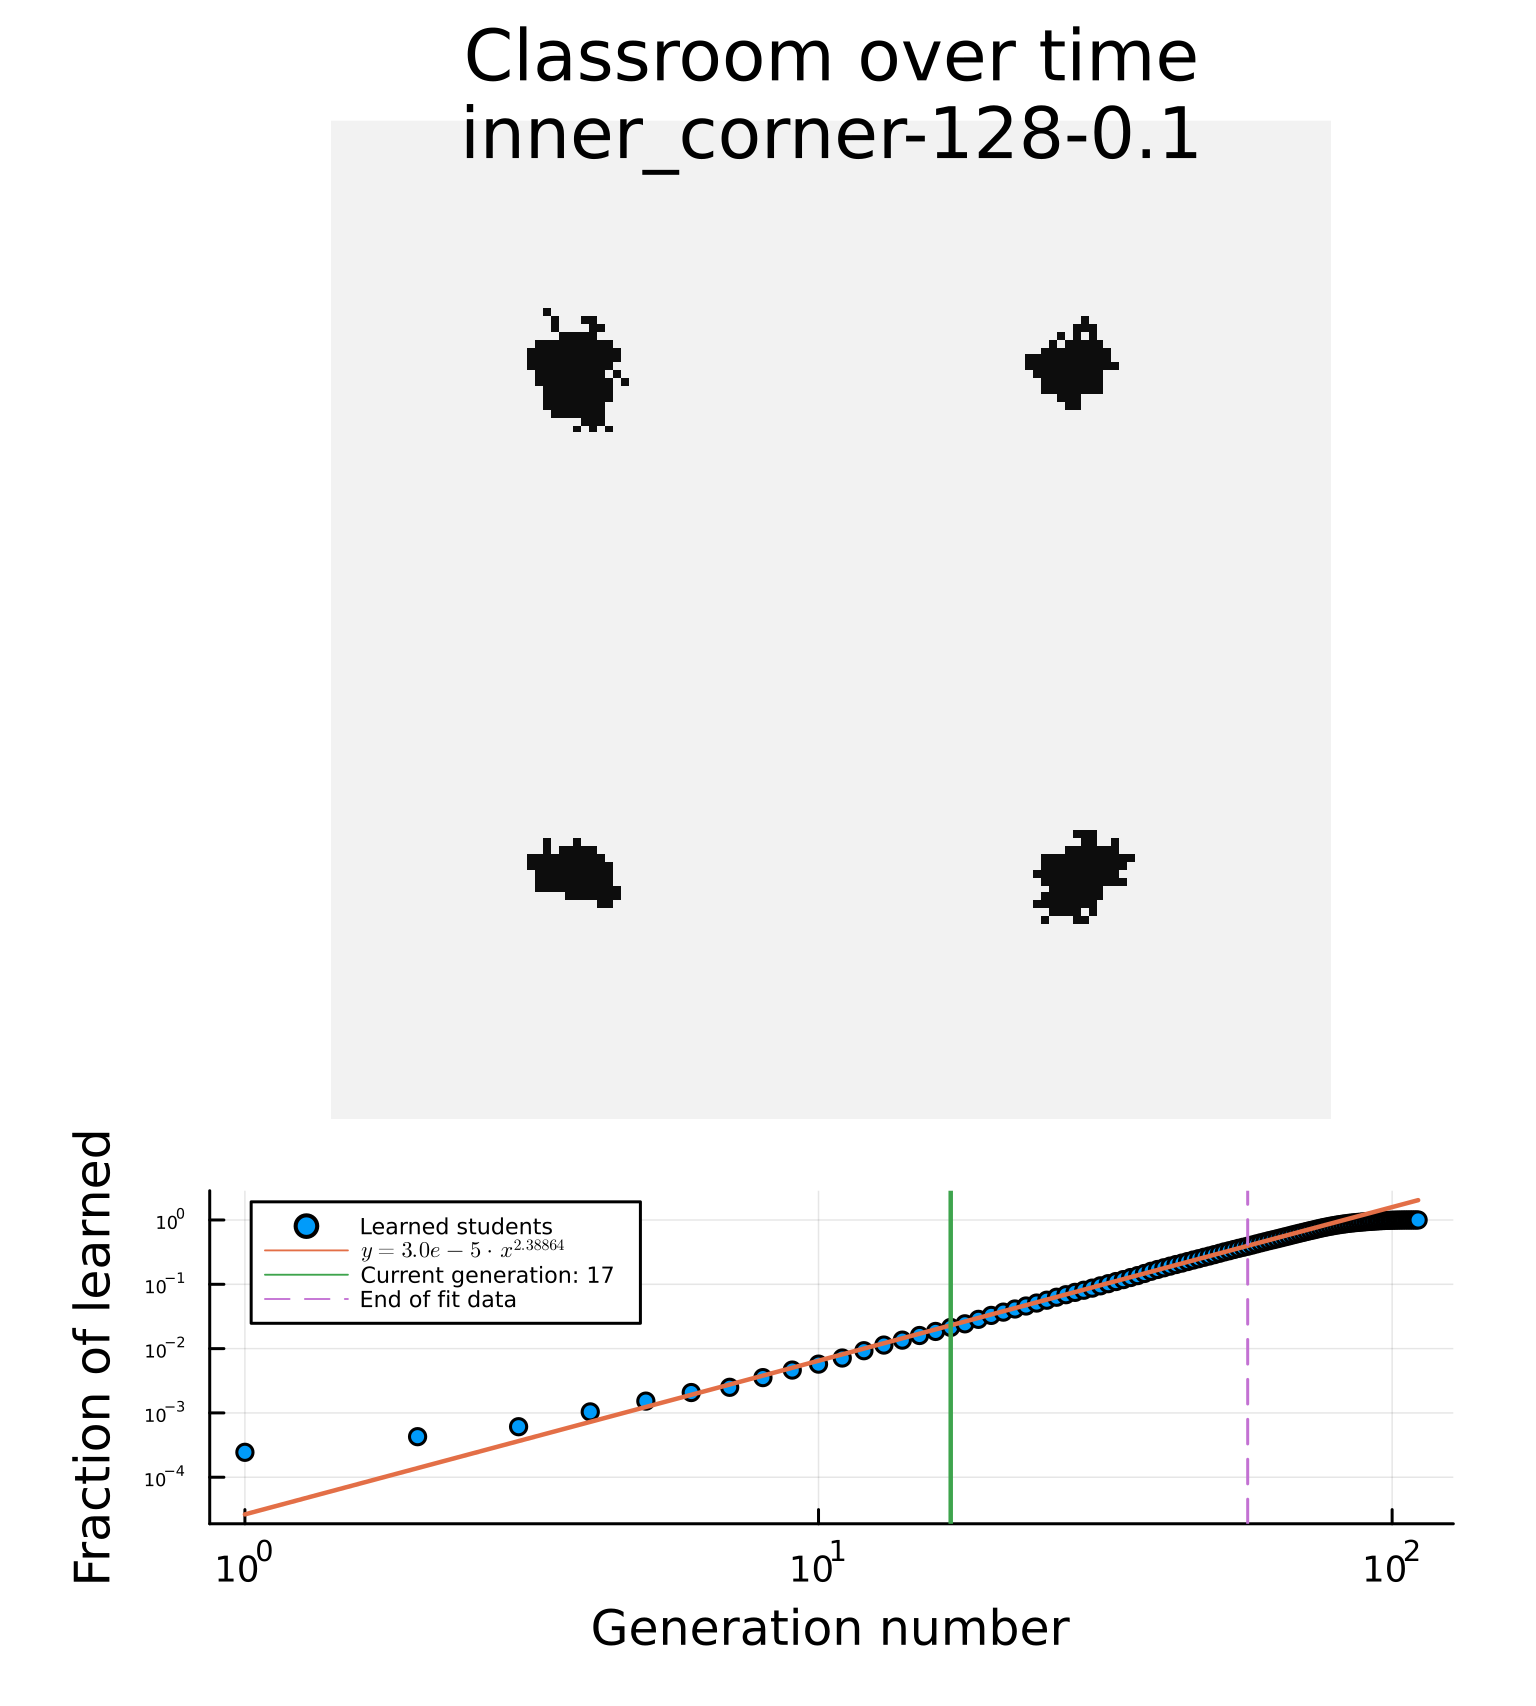 Classroom over time
inner_corner-128-0.1
Fraction of learned
10^0
10^-1
10^-2
10^-3
10^-4
Learned students
y = 3.0e − 5 · x^2.38864
Current generation: 17
End of fit data
10^0 10^1 10^2
Generation number